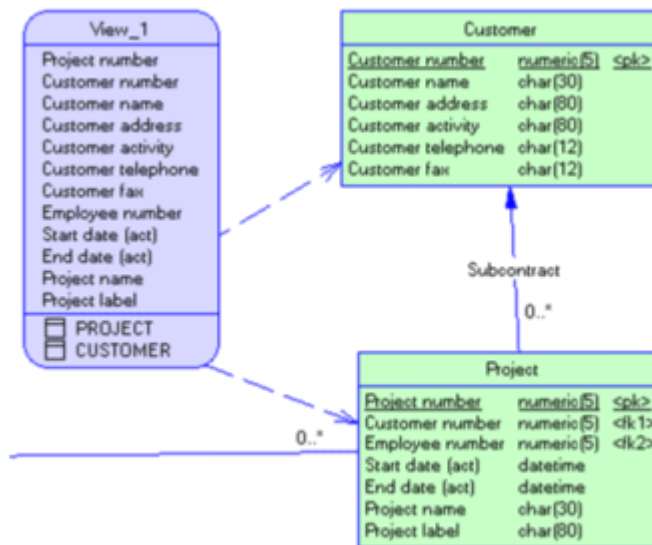 View_1
Project number
Customer number
Customer name
Customer address
Customer activity
Customer telephone
Customer fax
Employee number
Start date (act)
End date (act)
Project name
Project label
PROJECT
CUSTOMER
Customer
Customer number numeric(5) <pk>
Customer name char(30)
Customer address char(80)
Customer activity char(80)
Customer telephone char(12)
Customer fax char(12)
Subcontract
0..*
0..*
Project
Project number numeric(5) <pk>
Customer number numeric(5) <fk1>
Employee number numeric(5) <fk2>
Start date (act) datetime
End date (act) datetime
Project name char(30)
Project label char(80)